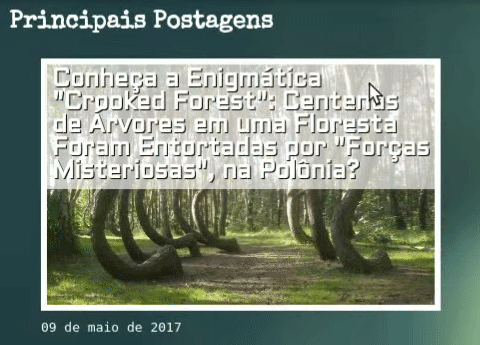 Principais Postagens
Conheça a Enigmática
"Crooked Forest": Centenas
de Árvores em uma Floresta
Foram Entortadas por "Forças
Misteriosas", na Polônia?
09 de maio de 2017